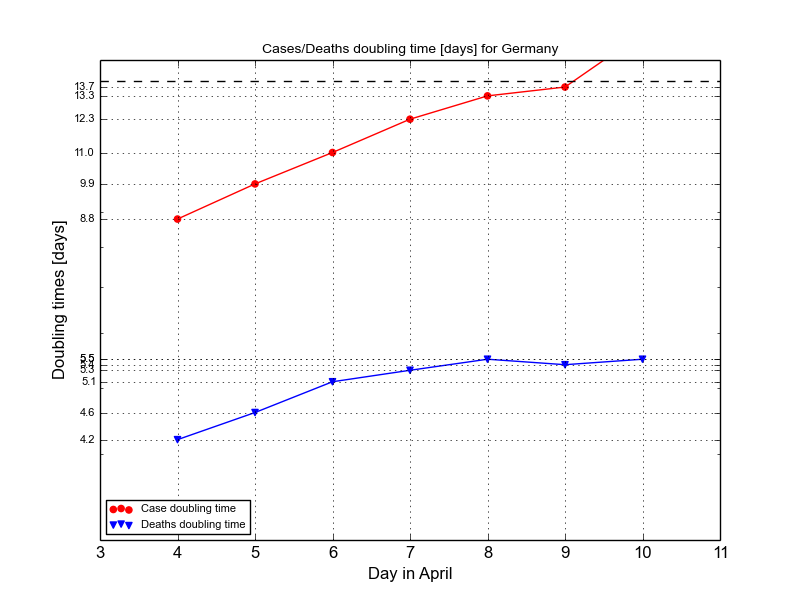 Cases/Deaths doubling time [days] for Germany
13.7
13.3
12.3
11.0
9.9
8.8
5.5
5.3
5.1
4.6
4.2
Doubling times [days]
Case doubling time
Deaths doubling time
3 4 5 6 7 8 9 10 11
Day in April